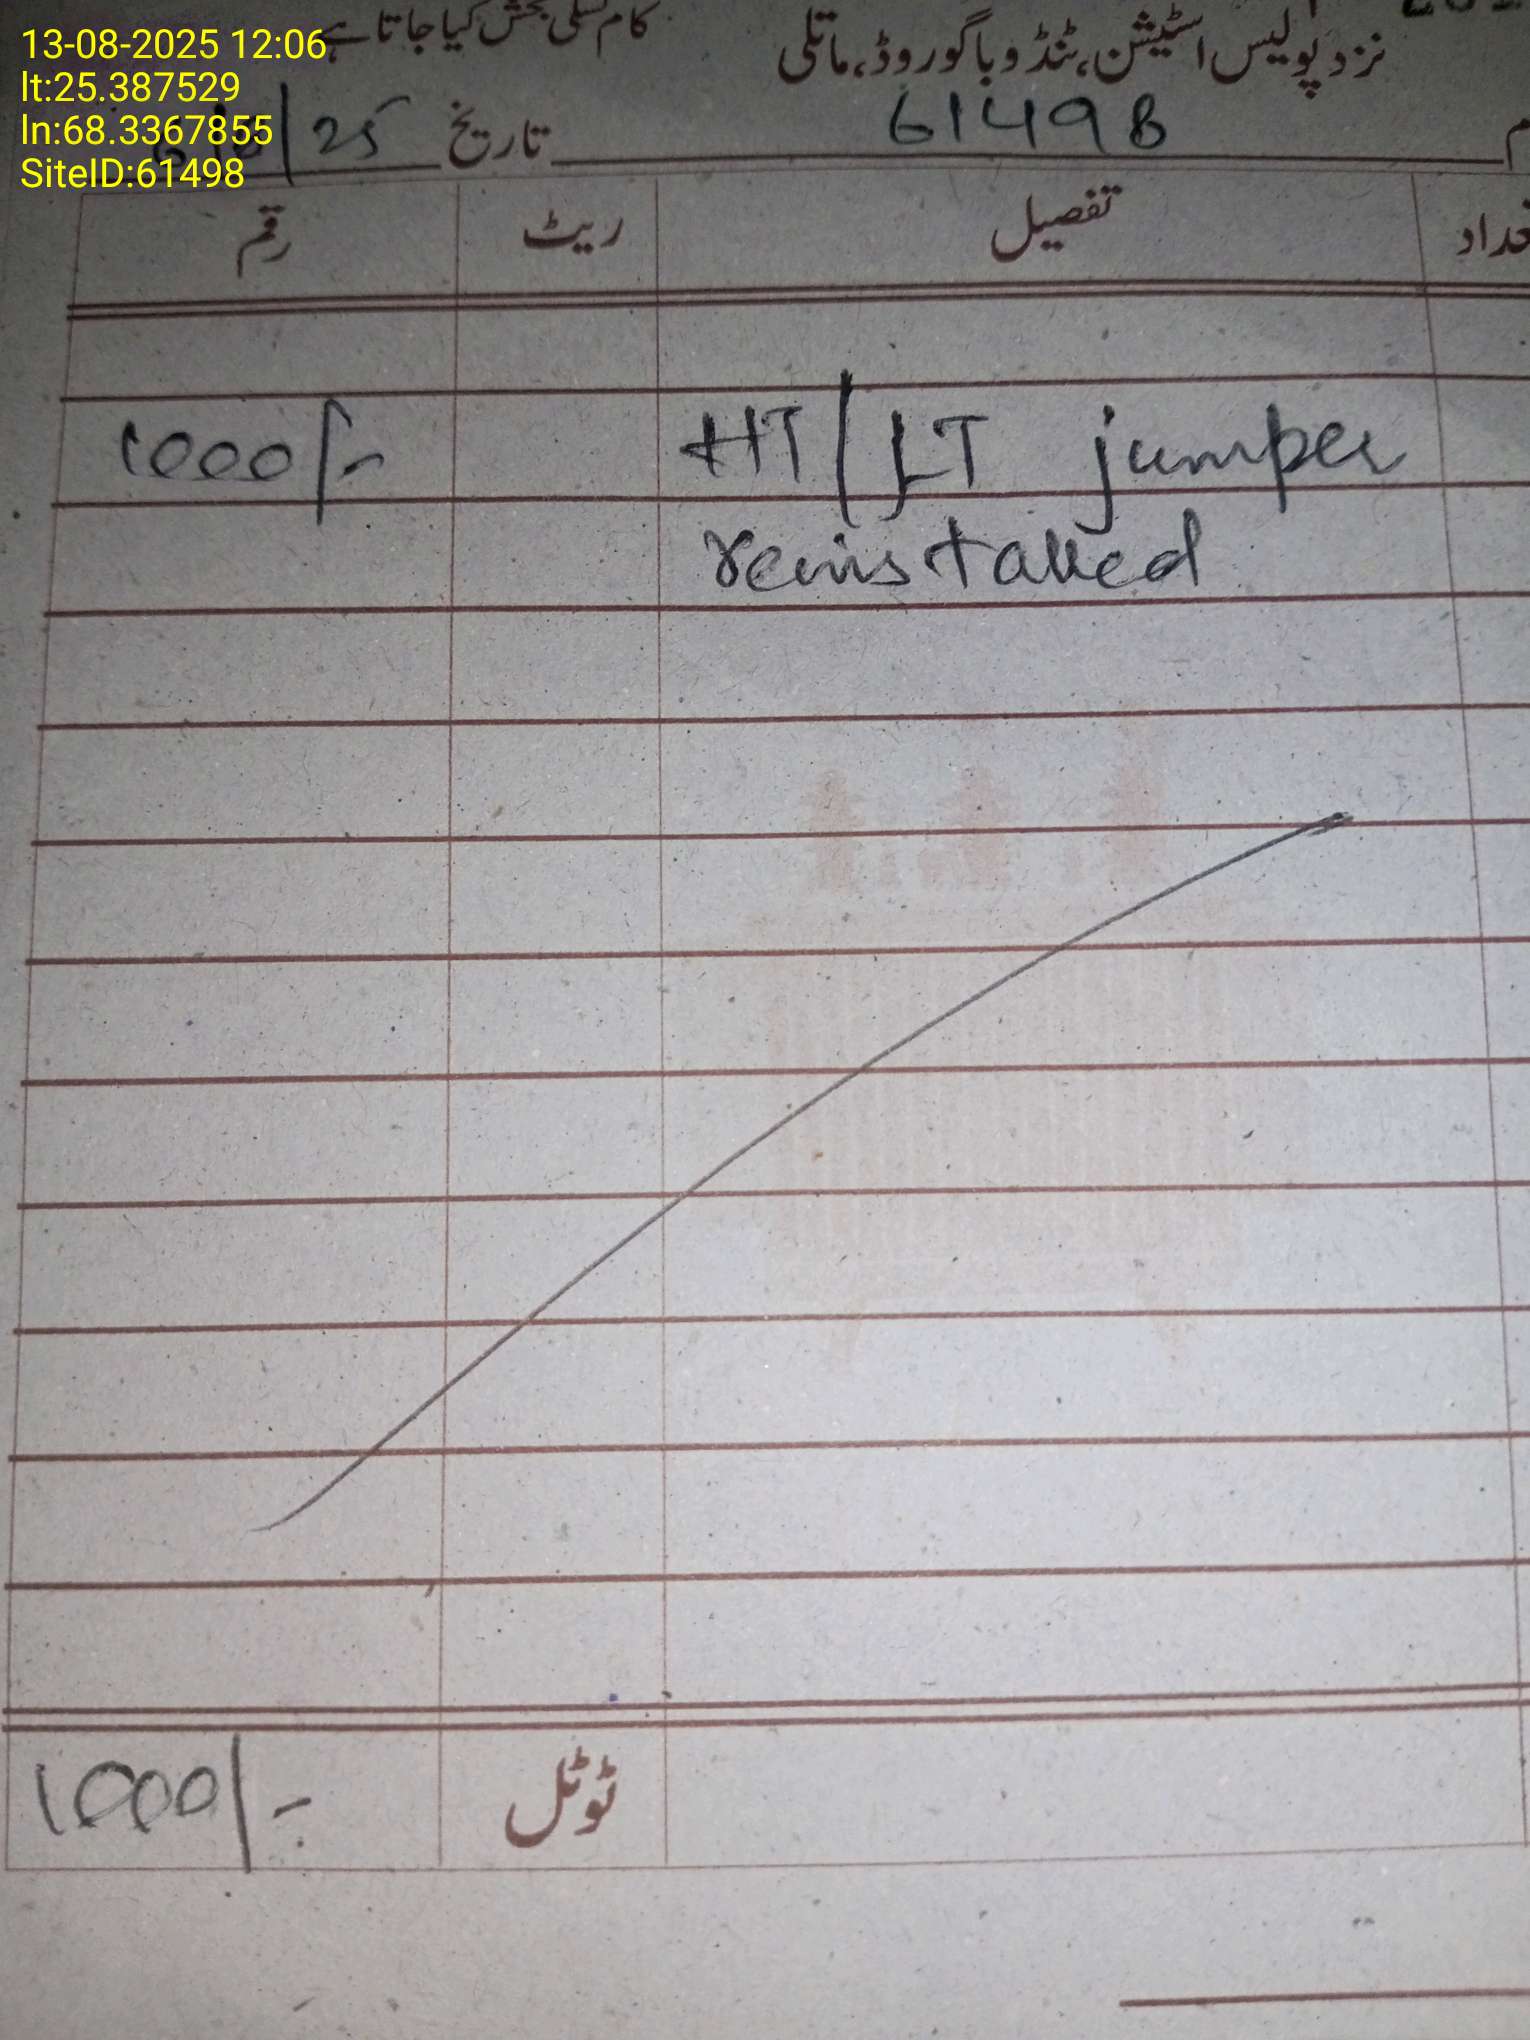 13-08-2025 12:06
lt:25.387529
ln:68.3367855
SiteID:61498
کام تسلی بخش کیا جاتا ہے
نزد پولیس اسٹیشن، ٹنڈو باگو روڈ، ماتلی
61498
تاریخ /25
تعداد تفصیل ریٹ رقم
HT/LT jumper 1000/-
reinstalled
ٹوٹل 1000/-